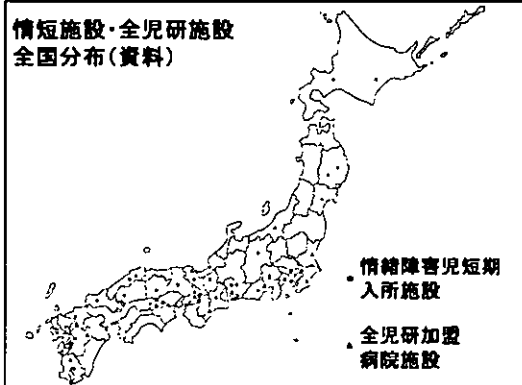 情短施設・全児研施設
全国分布(資料)
情緒障害児短期
入所施設
全児研加盟
病院施設